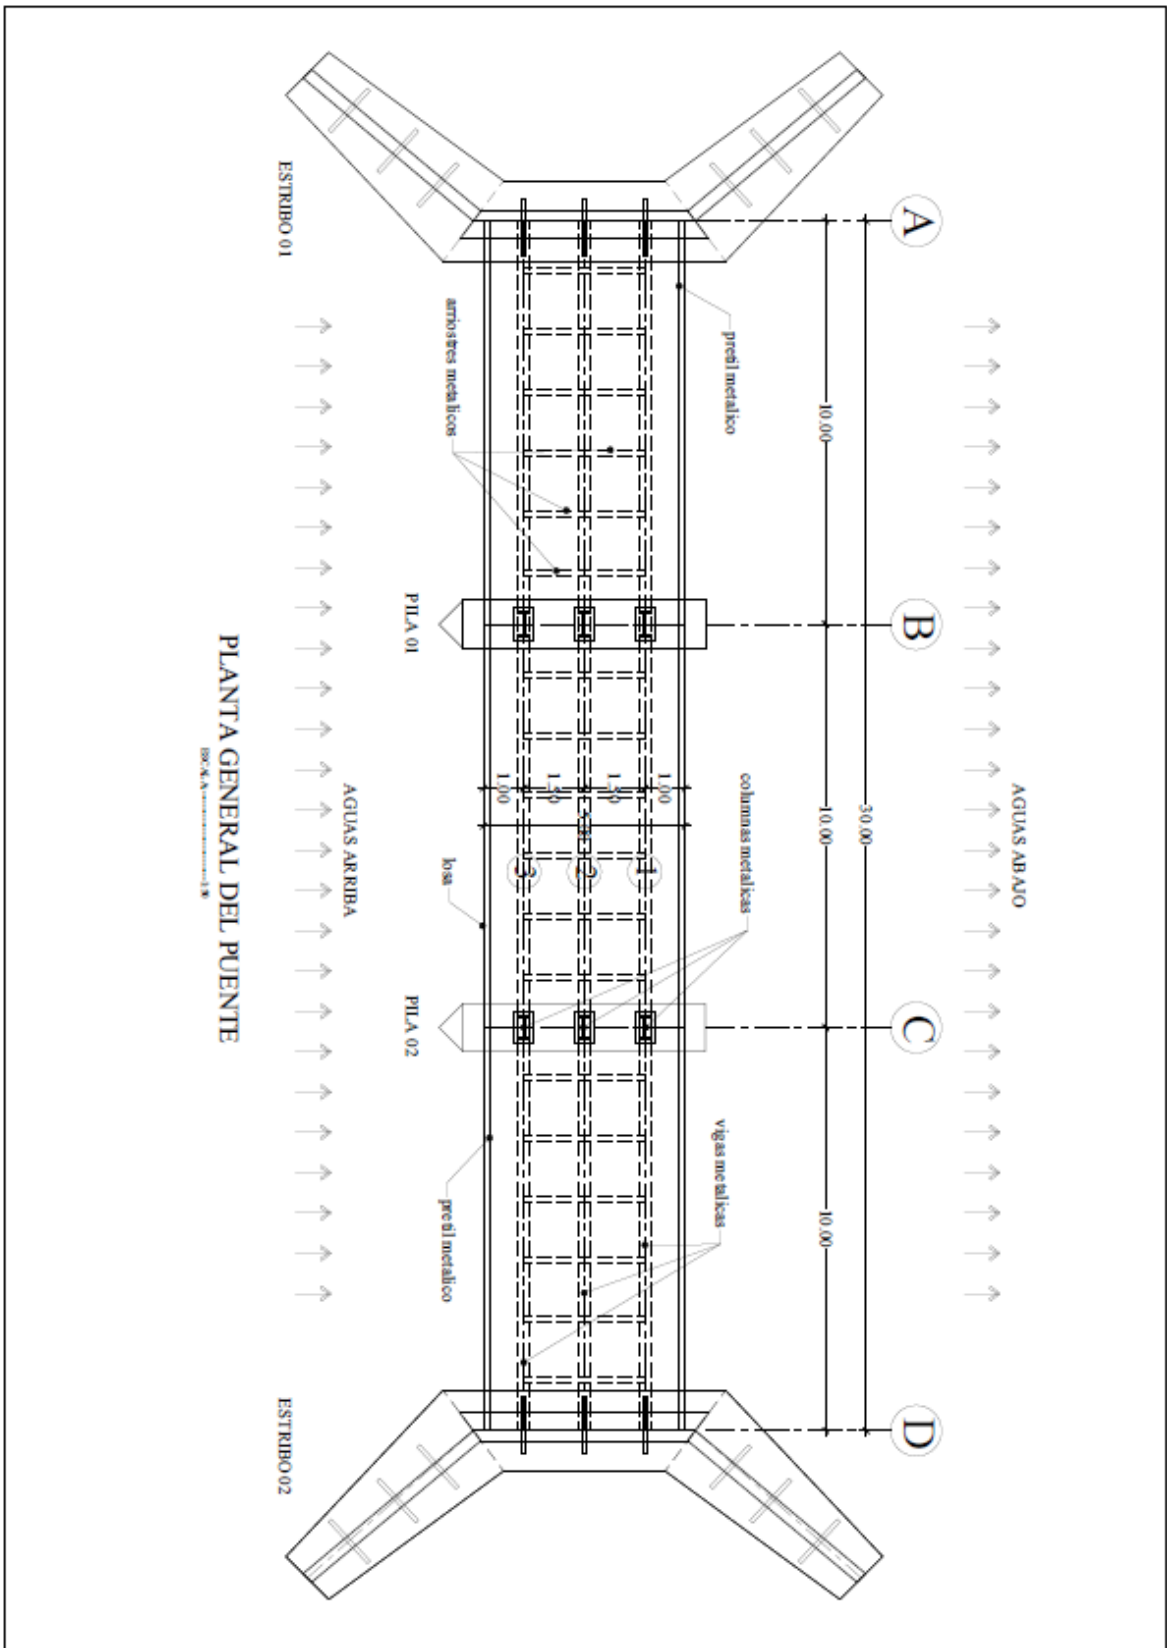 AGUAS ABAJO
A
B
C
D
30.00
10.00
10.00
10.00
pretil metalico
columnas metalicas
vigas metalicas
1
2
3
1.00
1.50
1.50
1.00
arriostres metalicos
losa
pretil metalico
PILA 01
PILA 02
AGUAS ARRIBA
ESTRIBO 01
ESTRIBO 02
PLANTA GENERAL DEL PUENTE